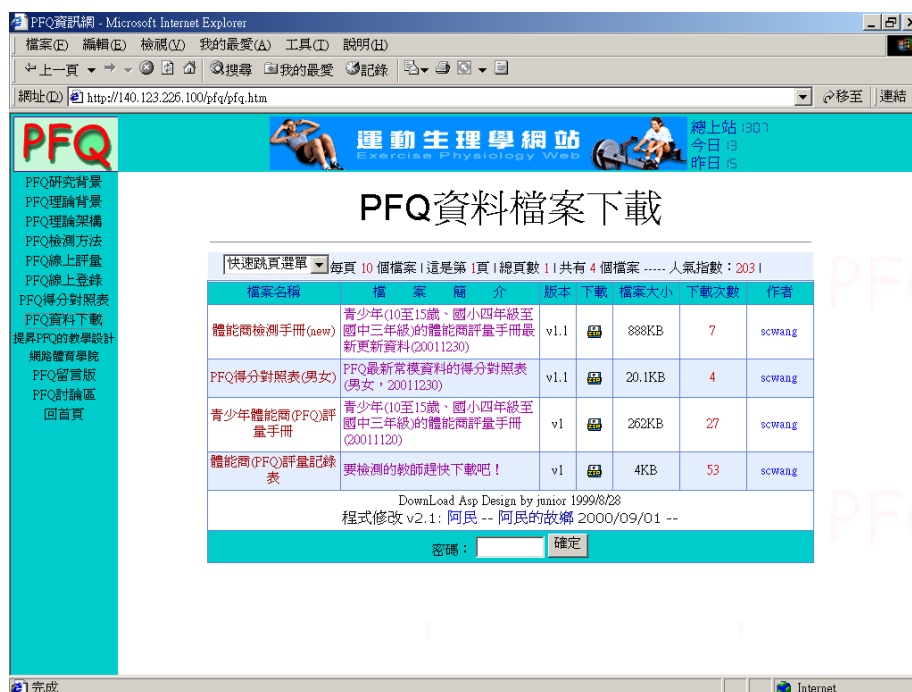 PFQ資訊網 - Microsoft Internet Explorer
檔案(F) 編輯(E) 檢視(V) 我的最愛(A) 工具(T) 說明(H)
上一頁 搜尋 我的最愛 記錄
網址(D) http://140.123.226.100/pfq/pfq.htm 移至 連結
PFQ
運動生理學網站
Exercise Physiology Web
總上站 1307
今日 13
昨日 15
PFQ研究背景
PFQ理論背景
PFQ理論架構
PFQ檢測方法
PFQ線上評量
PFQ線上登錄
PFQ得分對照表
PFQ資料下載
提昇PFQ的教學設計
網路體育學院
PFQ留言版
PFQ討論區
回首頁
PFQ資料檔案下載
快速跳頁選單 每頁 10 個檔案 | 這是第 1頁 | 總頁數 1 | 共有 4 個檔案 ----- 人氣指數：203 |
檔案名稱 檔 案 簡 介 版本 下載 檔案大小 下載次數 作者
體能商檢測手冊(new) 青少年(10至15歲、國小四年級至
國中三年級)的體能商評量手冊最
新更新資料(20011230) v1.1 ZIP 888KB 7 scwang
PFQ得分對照表(男女) PFQ最新常模資料的得分對照表
(男女，20011230) v1.1 ZIP 20.1KB 4 scwang
青少年體能商(PFQ)評
量手冊 青少年(10至15歲、國小四年級至
國中三年級)的體能商評量手冊
(20011120) v1 ZIP 262KB 27 scwang
體能商(PFQ)評量記錄
表 要檢測的教師趕快下載吧！ v1 ZIP 4KB 53 scwang
DownLoad Asp Design by junior 1999/8/28
程式修改 v2.1: 阿民 -- 阿民的故鄉 2000/09/01 --
密碼： 確定
PFQ
PFQ
完成 Internet